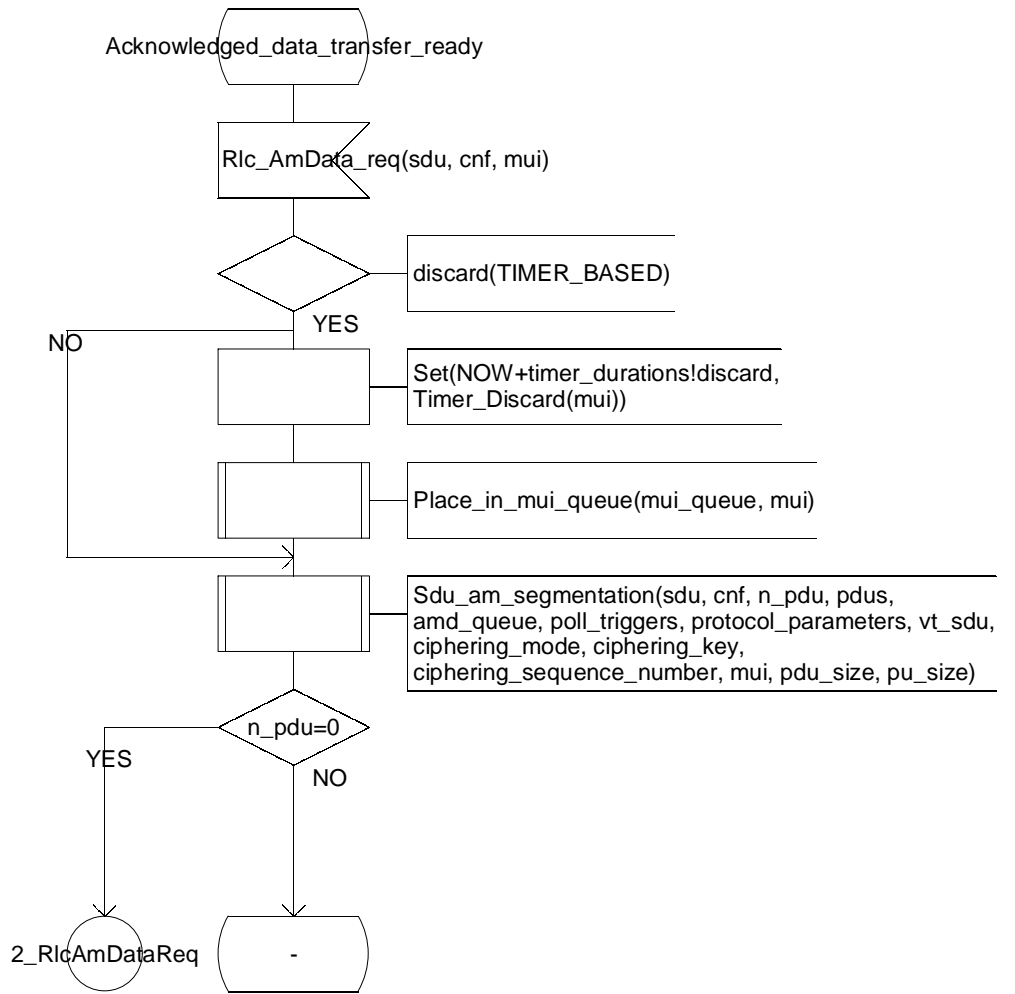 Acknowledged_data_transfer_ready
Rlc_AmData_req(sdu, cnf, mui)
discard(TIMER_BASED)
YES
NO
Set(NOW+timer_durations!discard,
Timer_Discard(mui))
Place_in_mui_queue(mui_queue, mui)
Sdu_am_segmentation(sdu, cnf, n_pdu, pdus,
amd_queue, poll_triggers, protocol_parameters, vt_sdu,
ciphering_mode, ciphering_key,
ciphering_sequence_number, mui, pdu_size, pu_size)
n_pdu=0
YES
NO
2_RlcAmDataReq
-